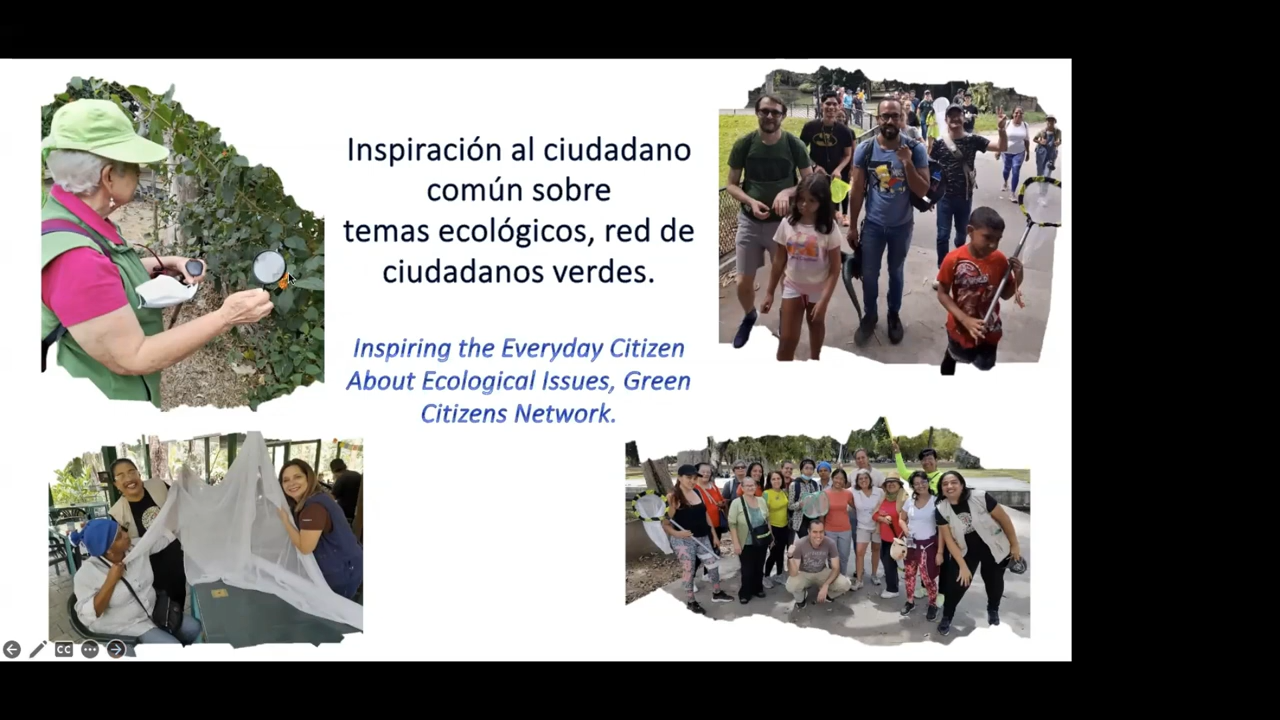 Inspiración al ciudadano
común sobre
temas ecológicos, red de
ciudadanos verdes.
Inspiring the Everyday Citizen
About Ecological Issues, Green
Citizens Network.
CC